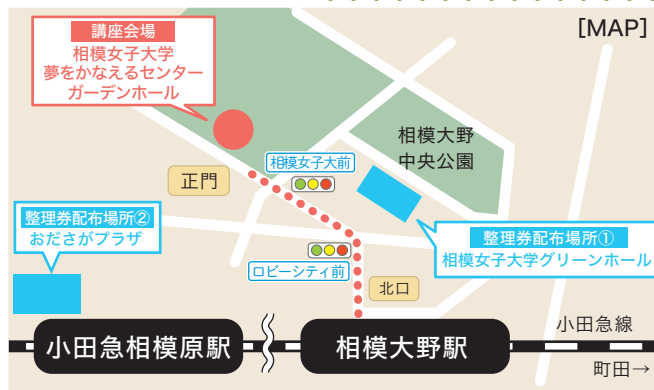 [MAP]
講座会場
相模女子大学
夢をかなえるセンター
ガーデンホール
相模大野
中央公園
相模女子大前
正門
整理券配布場所②
おださがプラザ
整理券配布場所①
相模女子大学グリーンホール
ロビーシティ前
北口
小田急線
小田急相模原駅
相模大野駅
町田→